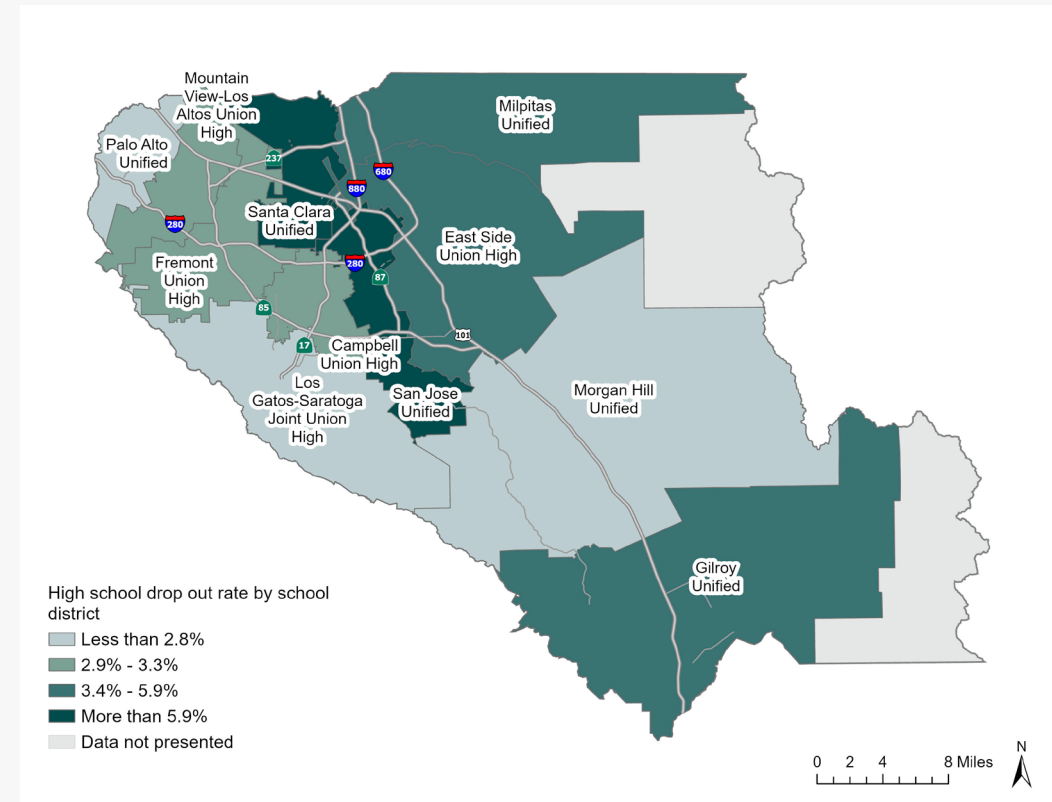 Mountain
View-Los
Altos Union
High
Palo Alto
Unified
Milpitas
Unified
237
680
880
Santa Clara
Unified
280
East Side
Union High
Fremont
Union
High
280
87
85
17
101
Campbell
Union High
Los
Gatos-Saratoga
Joint Union
High
San Jose
Unified
Morgan Hill
Unified
Gilroy
Unified
High school drop out rate by school
district
Less than 2.8%
2.9% - 3.3%
3.4% - 5.9%
More than 5.9%
Data not presented
0 2 4 8 Miles
N